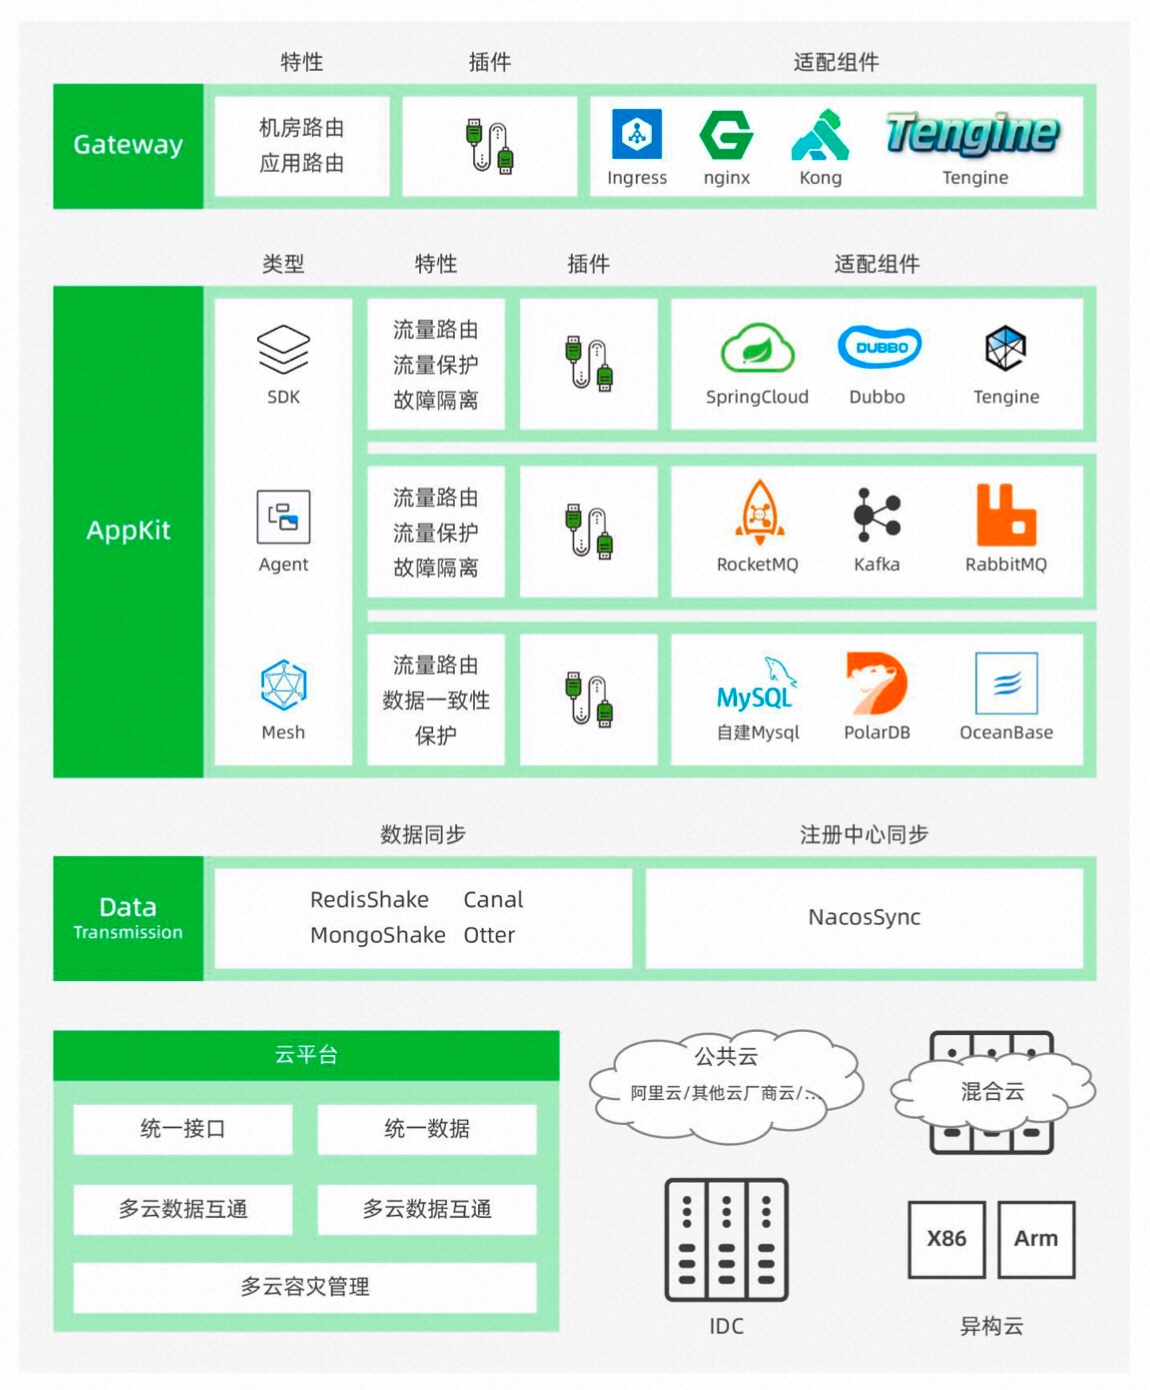 特性 插件 适配组件
Gateway
机房路由
应用路由
Tengine
Ingress nginx Kong Tengine
类型 特性 插件 适配组件
AppKit
SDK
流量路由
流量保护
故障隔离
DUBBO
SpringCloud Dubbo Tengine
Agent
流量路由
流量保护
故障隔离
RocketMQ Kafka RabbitMQ
Mesh
流量路由
数据一致性
保护
MySQL
自建Mysql PolarDB OceanBase
数据同步 注册中心同步
Data
Transmission
RedisShake Canal
MongoShake Otter
NacosSync
云平台
统一接口 统一数据
多云数据互通 多云数据互通
多云容灾管理
公共云
阿里云/其他云厂商云/...
混合云
IDC
X86 Arm
异构云